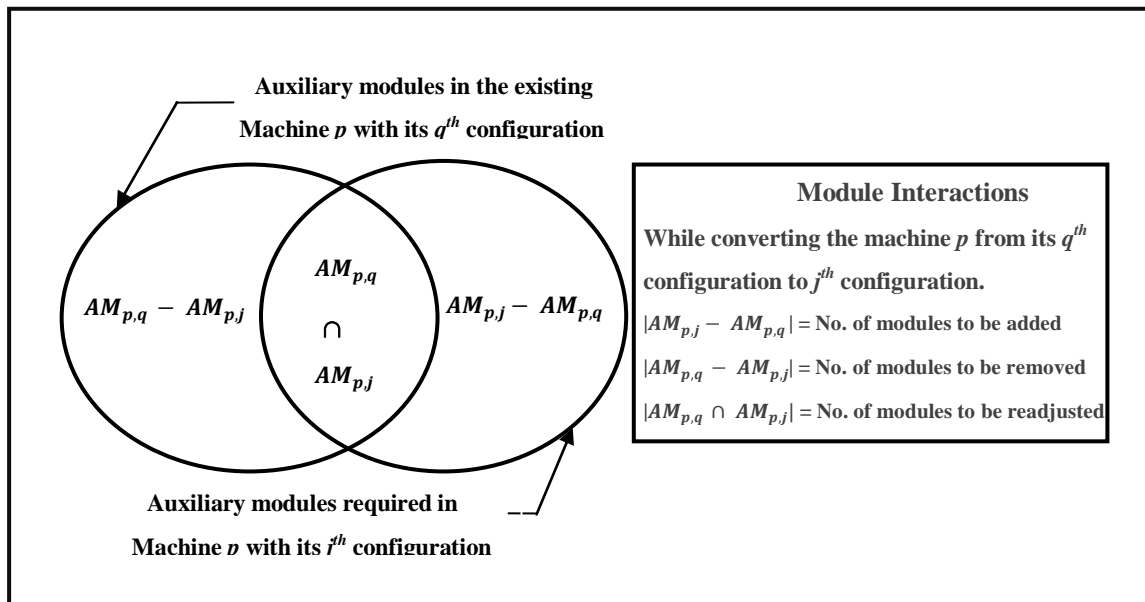 Auxiliary modules in the existing
Machine p with its q^th configuration
AM_p,q − AM_p,j
AM_p,q
∩
AM_p,j
AM_p,j − AM_p,q
Auxiliary modules required in
Machine p with its j^th configuration
Module Interactions
While converting the machine p from its q^th
configuration to j^th configuration.
|AM_p,j − AM_p,q| = No. of modules to be added
|AM_p,q − AM_p,j| = No. of modules to be removed
|AM_p,q ∩ AM_p,j| = No. of modules to be readjusted